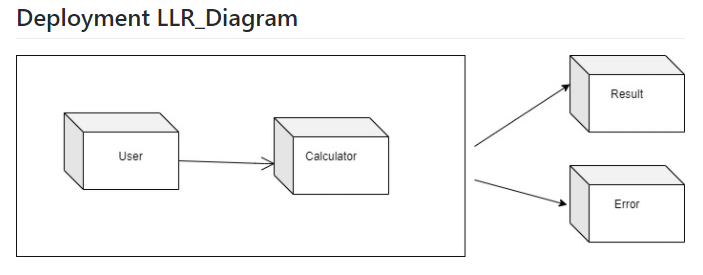 Deployment LLR_Diagram
User
Calculator
Result
Error